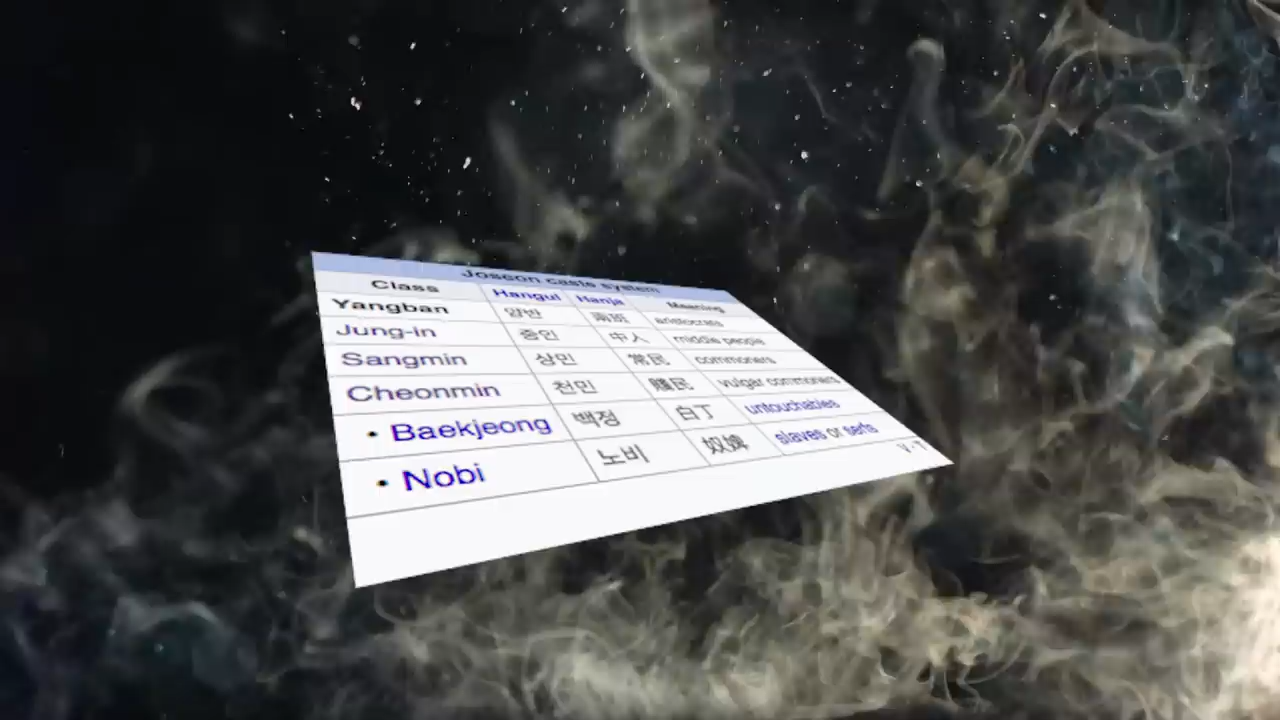 Joseon caste system
Class Hangul Hanja Meaning
Yangban 양반 兩班 aristocrats
Jung-in 중인 中人 middle people
Sangmin 상민 常民 commoners
Cheonmin 천민 賤民 vulgar commoners
• Baekjeong 백정 白丁 untouchables
• Nobi 노비 奴婢 slaves or serfs
V · T